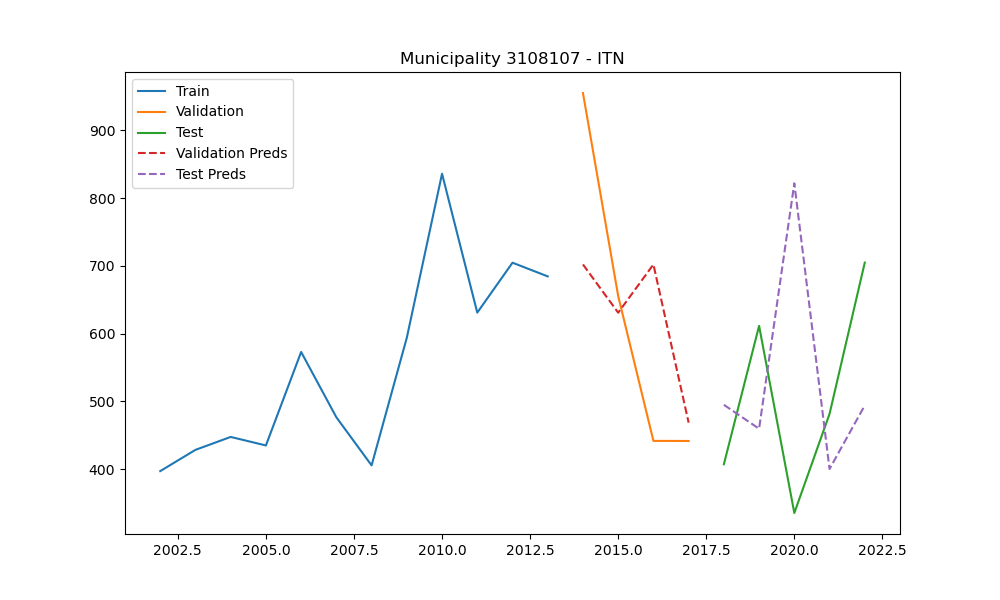 Municipality 3108107 - ITN
Train
Validation
Test
Validation Preds
Test Preds
900
800
700
600
500
400
2002.5 2005.0 2007.5 2010.0 2012.5 2015.0 2017.5 2020.0 2022.5